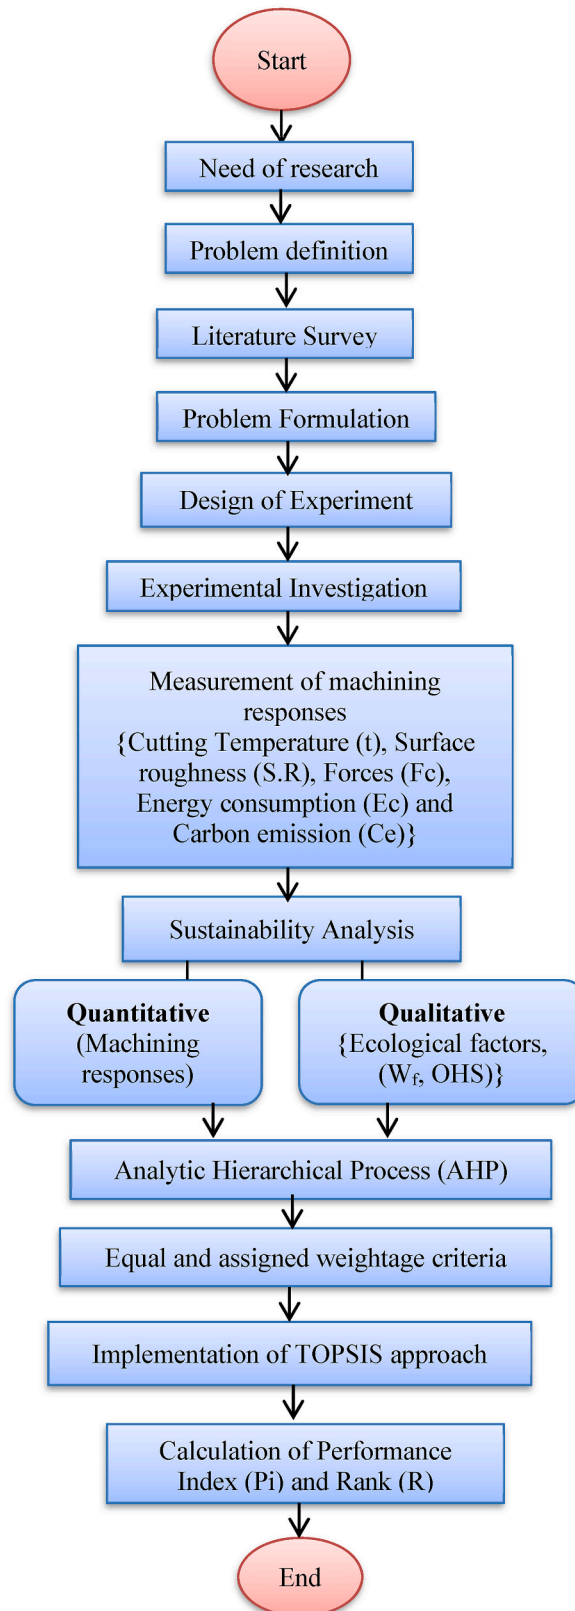 Start
Need of research
Problem definition
Literature Survey
Problem Formulation
Design of Experiment
Experimental Investigation
Measurement of machining
responses
{Cutting Temperature (t), Surface
roughness (S.R), Forces (Fc),
Energy consumption (Ec) and
Carbon emission (Ce)}
Sustainability Analysis
Quantitative
(Machining
responses)
Qualitative
{Ecological factors,
(Wf, OHS)}
Analytic Hierarchical Process (AHP)
Equal and assigned weightage criteria
Implementation of TOPSIS approach
Calculation of Performance
Index (Pi) and Rank (R)
End